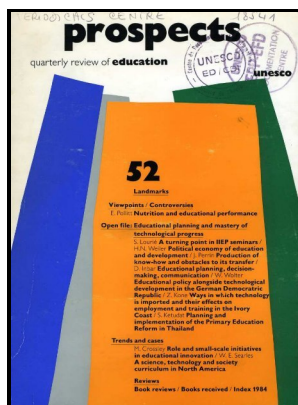 PERIODICALS CENTRE
prospects
quarterly review of education
unesco
UNESCO
52
Landmarks
Viewpoints / Controversies
E. Pollitt Nutrition and educational performance
Open file: Educational planning and mastery of
technological progress
S. Lourié A turning point in IIEP seminars /
H.N. Weiler Political economy of education
and development / J. Perrin Production of
know-how and obstacles to its transfer /
D. Inbar Educational planning, decision-
making, communication / W. Wolter
Educational policy alongside technological
development in the German Democratic
Republic / Z. Koné Ways in which technology
is imported and their effects on
employment and training in the Ivory
Coast / S. Ketudat Planning and
implementation of the Primary Education
Reform in Thailand
Trends and cases
M. Crossley Role and small-scale initiatives
in educational innovation / W. E. Searles
A science, technology and society
curriculum in North America
Reviews
Book reviews / Books received / Index 1984